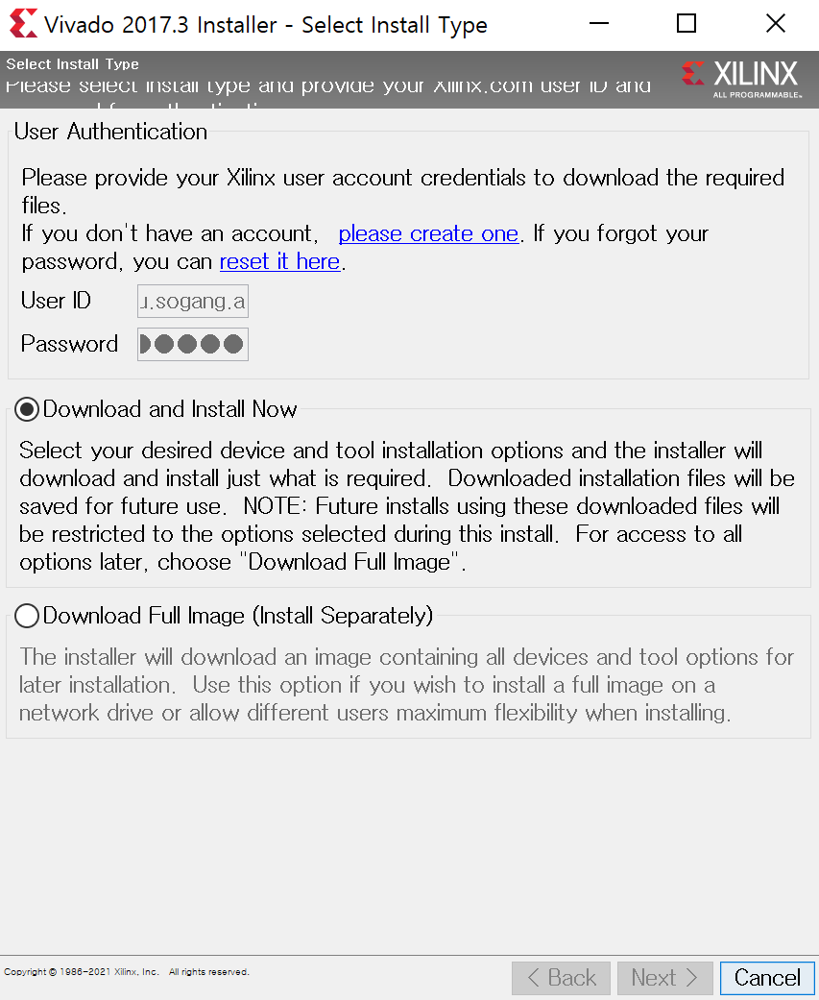 Vivado 2017.3 Installer - Select Install Type
Select Install Type
Please select install type and provide your Xilinx.com user ID and
XILINX
ALL PROGRAMMABLE.
User Authentication
Please provide your Xilinx user account credentials to download the required
files.
If you don't have an account, please create one. If you forgot your
password, you can reset it here.
User ID
.sogang.a
Password
Download and Install Now
Select your desired device and tool installation options and the installer will
download and install just what is required. Downloaded installation files will be
saved for future use. NOTE: Future installs using these downloaded files will
be restricted to the options selected during this install. For access to all
options later, choose "Download Full Image".
Download Full Image (Install Separately)
The installer will download an image containing all devices and tool options for
later installation. Use this option if you wish to install a full image on a
network drive or allow different users maximum flexibility when installing.
Copyright © 1986-2021 Xilinx, Inc. All rights reserved.
< Back
Next >
Cancel